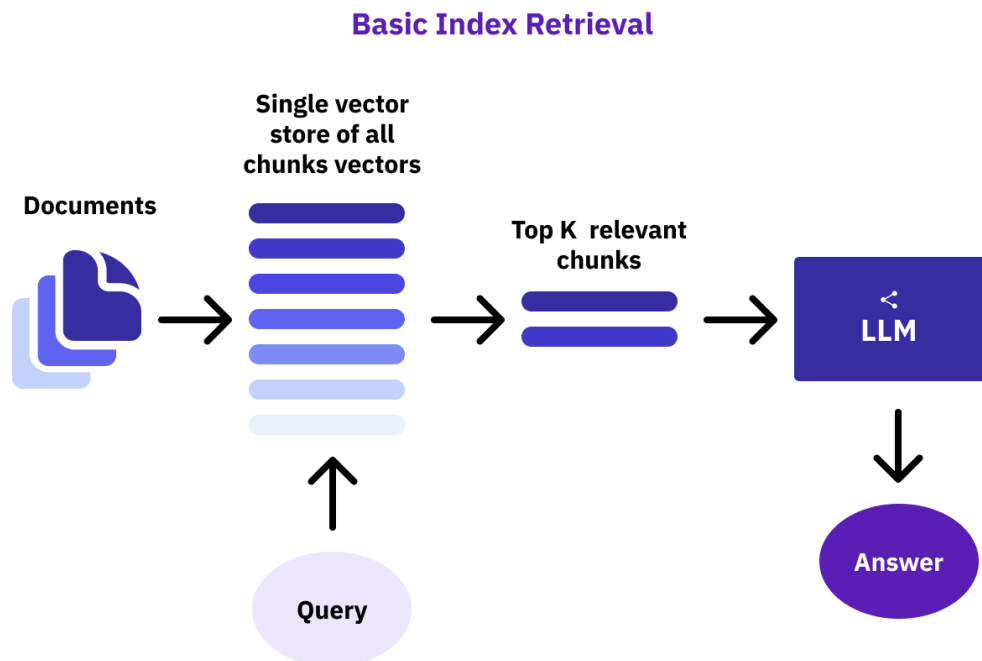 Basic Index Retrieval
Single vector
store of all
chunks vectors
Documents
Top K relevant
chunks
LLM
Answer
Query